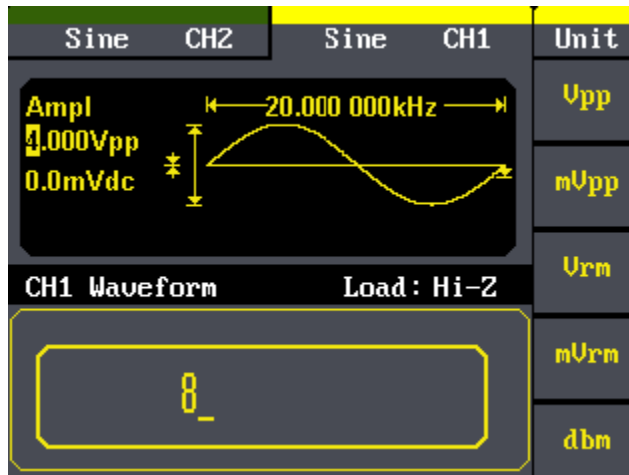 Sine CH2 Sine CH1 Unit
Ampl 20.000 000kHz
4.000Vpp
0.0mVdc
CH1 Waveform Load: Hi-Z
8_
Vpp
mVpp
Vrm
mVrm
dbm